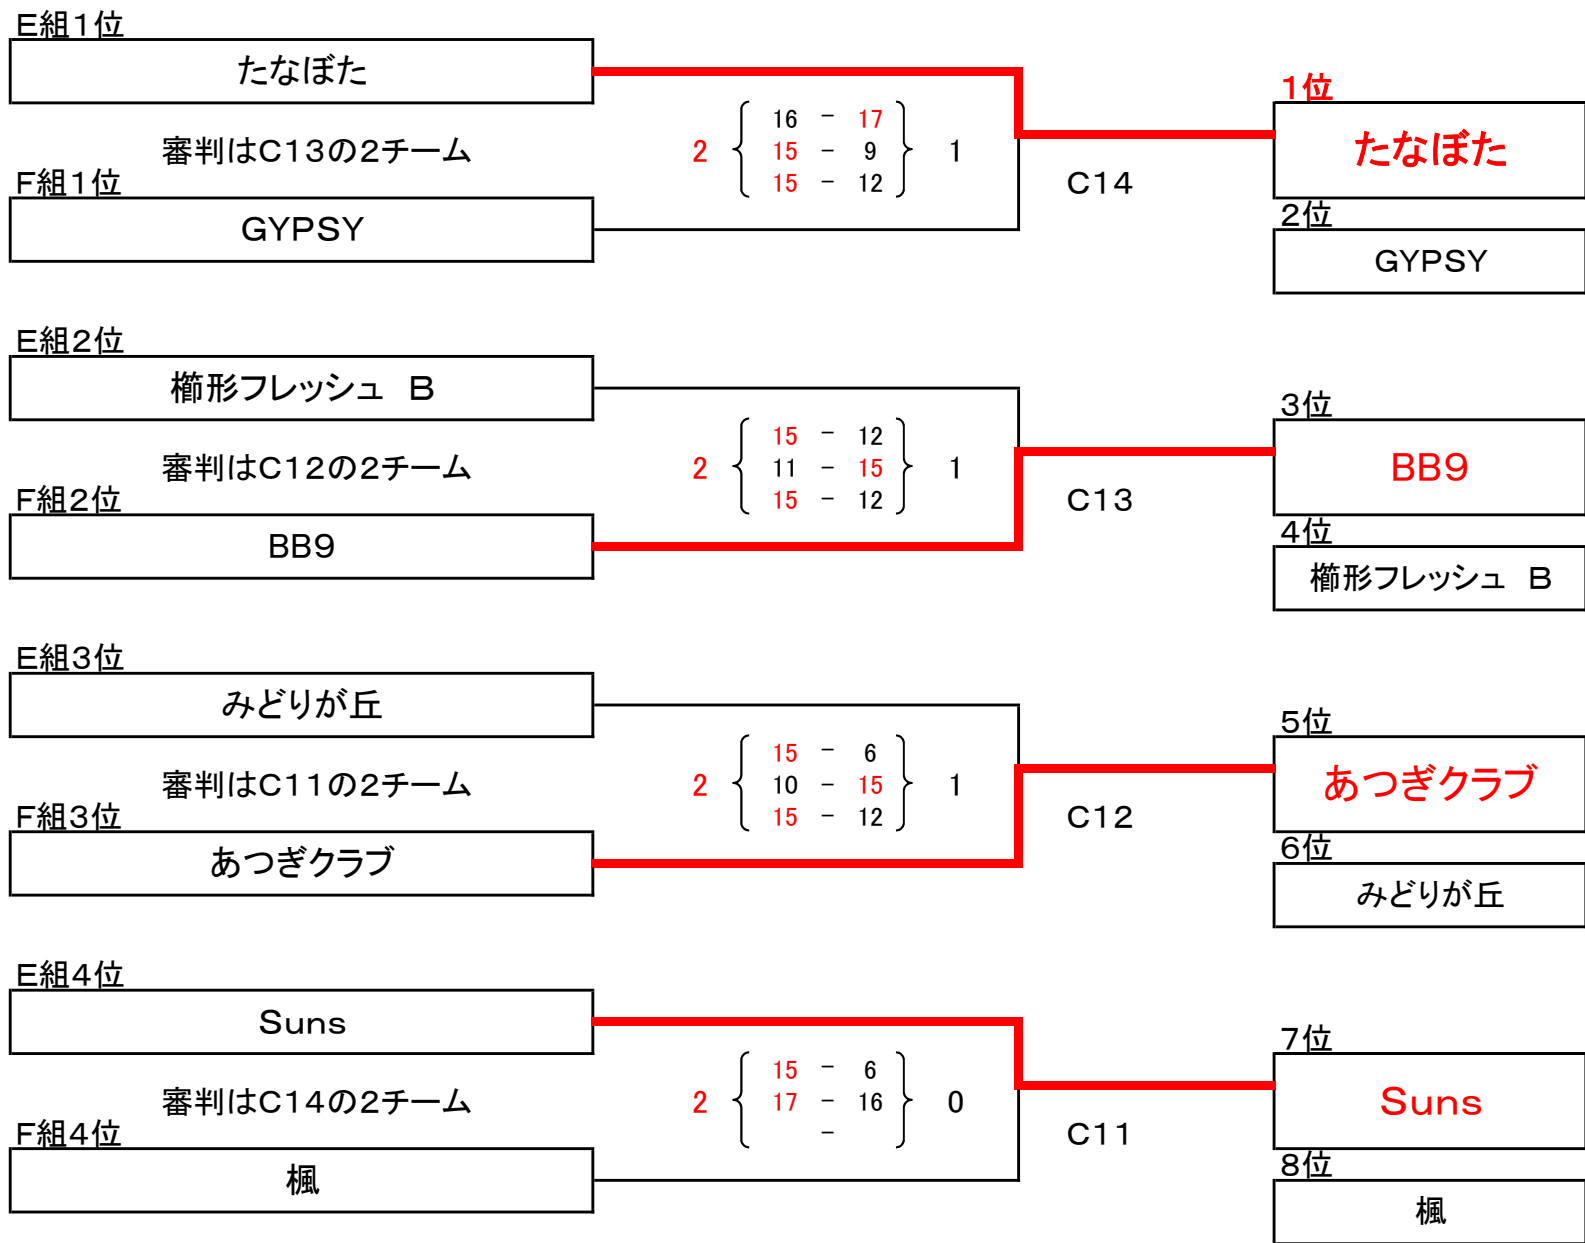 E組1位
たなぼた
審判はC13の2チーム
F組1位
GYPSY
2
16 － 17
15 － 9
15 － 12
1
C14
1位
たなぼた
2位
GYPSY
E組2位
櫛形フレッシュ　B
審判はC12の2チーム
F組2位
BB9
2
15 － 12
11 － 15
15 － 12
1
C13
3位
BB9
4位
櫛形フレッシュ　B
E組3位
みどりが丘
審判はC11の2チーム
F組3位
あつぎクラブ
2
15 － 6
10 － 15
15 － 12
1
C12
5位
あつぎクラブ
6位
みどりが丘
E組4位
Suns
審判はC14の2チーム
F組4位
楓
2
15 － 6
17 － 16
－
0
C11
7位
Suns
8位
楓